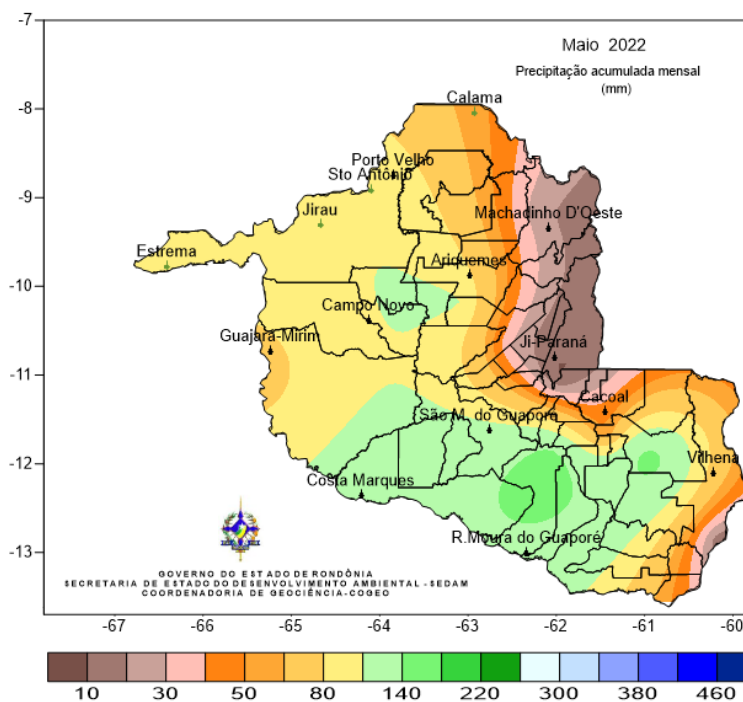 -7
Maio 2022
Precipitação acumulada mensal
(mm)
-8
Calama
Porto Velho
Sto Antônio
-9
Machadinho D'Oeste
Jirau
Estrema
Ariquemes
-10
Campo Novo
Guajará-Mirim
Ji-Paraná
-11
Cacoal
São M. do Guaporé
-12
Vilhena
Costa Marques
R.Moura do Guaporé
-13
GOVERNO DO ESTADO DE RONDÔNIA
SECRETARIA DE ESTADO DO DESENVOLVIMENTO AMBIENTAL -SEDAM
COORDENADORIA DE GEOCIÊNCIA-COGEO
-67 -66 -65 -64 -63 -62 -61 -60
10 30 50 80 140 220 300 380 460